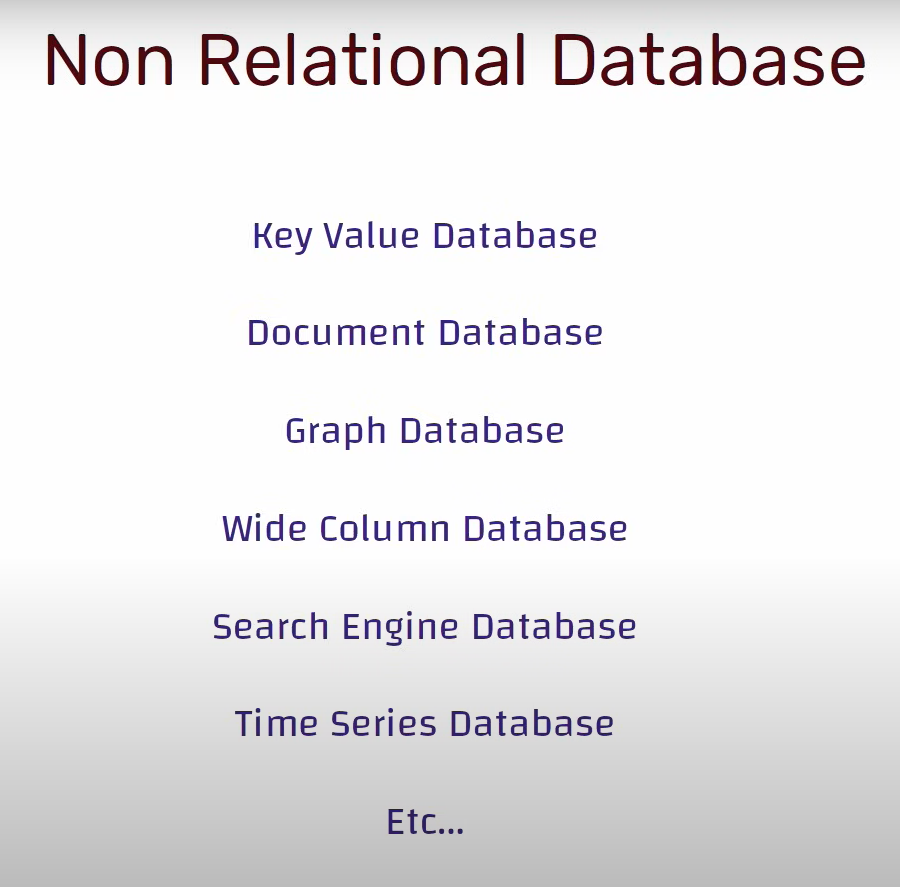 Non Relational Database
Key Value Database
Document Database
Graph Database
Wide Column Database
Search Engine Database
Time Series Database
Etc...